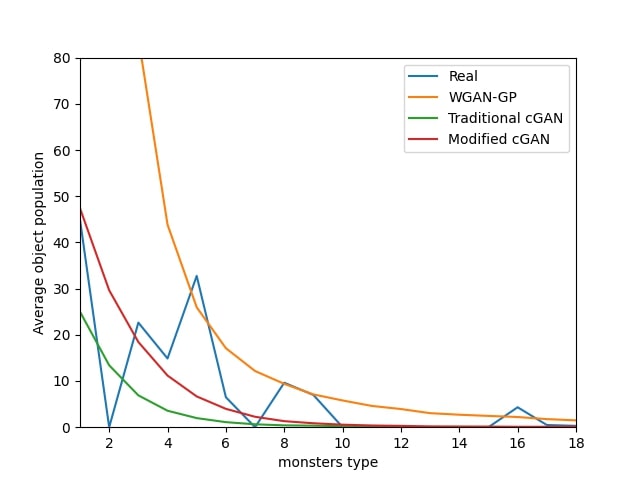 80
70
60
50
40
30
20
10
0
Average object population
Real
WGAN-GP
Traditional cGAN
Modified cGAN
2 4 6 8 10 12 14 16 18
monsters type